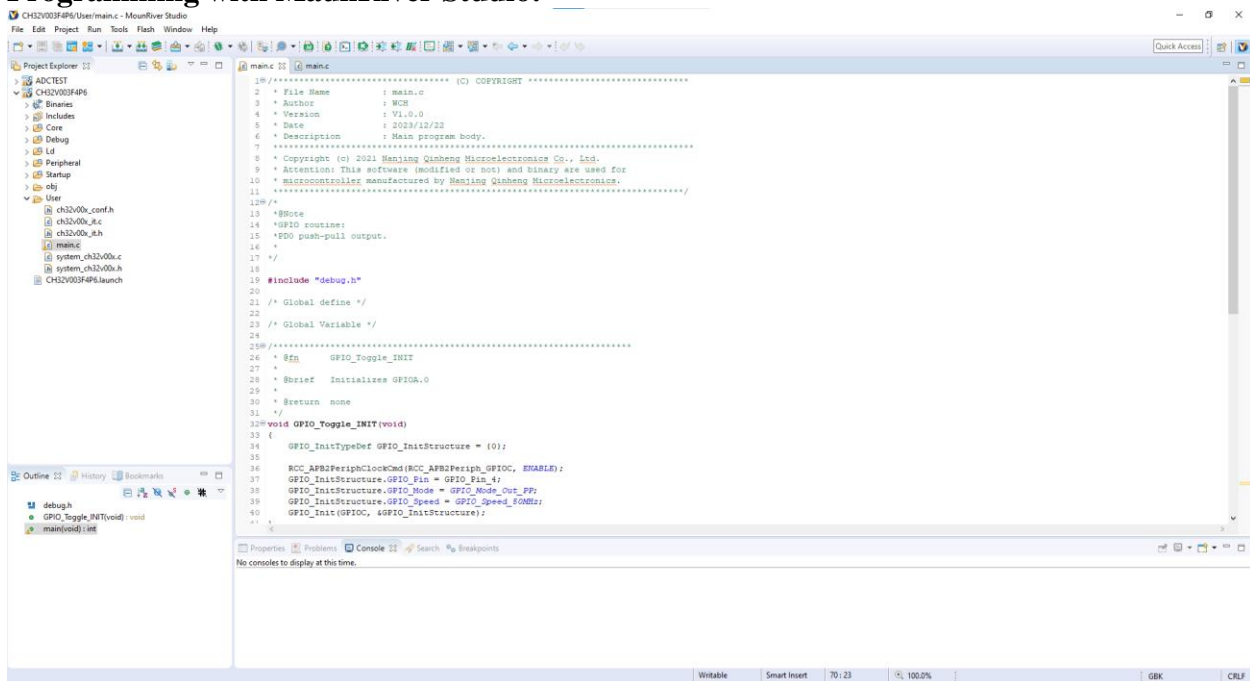 Programming with MaunRiver Studio:
CH32V003F4P6/User/main.c - MounRiver Studio
File Edit Project Run Tools Flash Window Help
Quick Access
Project Explorer
ADCTEST
CH32V003F4P6
Binaries
Includes
Core
Debug
Ld
Peripheral
Startup
obj
User
ch32v00x_conf.h
ch32v00x_it.c
ch32v00x_it.h
main.c
system_ch32v00x.c
system_ch32v00x.h
CH32V003F4P6.launch
main.c main.c
1 /********************************** (C) COPYRIGHT *******************************
2 * File Name : main.c
3 * Author : WCH
4 * Version : V1.0.0
5 * Date : 2023/12/22
6 * Description : Main program body.
7 *********************************************************************************
8 * Copyright (c) 2021 Nanjing Qinheng Microelectronics Co., Ltd.
9 * Attention: This software (modified or not) and binary are used for
10 * microcontroller manufactured by Nanjing Qinheng Microelectronics.
11 *******************************************************************************/
12 /*
13 *@Note
14 *GPIO routine:
15 *PD0 push-pull output.
16 *
17 */
18
19 #include "debug.h"
20
21 /* Global define */
22
23 /* Global Variable */
24
25 /*********************************************************************
26 * @fn GPIO_Toggle_INIT
27 *
28 * @brief Initializes GPIOA.0
29 *
30 * @return none
31 */
32 void GPIO_Toggle_INIT(void)
33 {
34 GPIO_InitTypeDef GPIO_InitStructure = {0};
35
36 RCC_APB2PeriphClockCmd(RCC_APB2Periph_GPIOC, ENABLE);
37 GPIO_InitStructure.GPIO_Pin = GPIO_Pin_4;
38 GPIO_InitStructure.GPIO_Mode = GPIO_Mode_Out_PP;
39 GPIO_InitStructure.GPIO_Speed = GPIO_Speed_50MHz;
40 GPIO_Init(GPIOC, &GPIO_InitStructure);
Outline History Bookmarks
debug.h
GPIO_Toggle_INIT(void) : void
main(void) : int
Properties Problems Console Search Breakpoints
No consoles to display at this time.
Writable Smart Insert 70 : 23 100.0% GBK CRLF